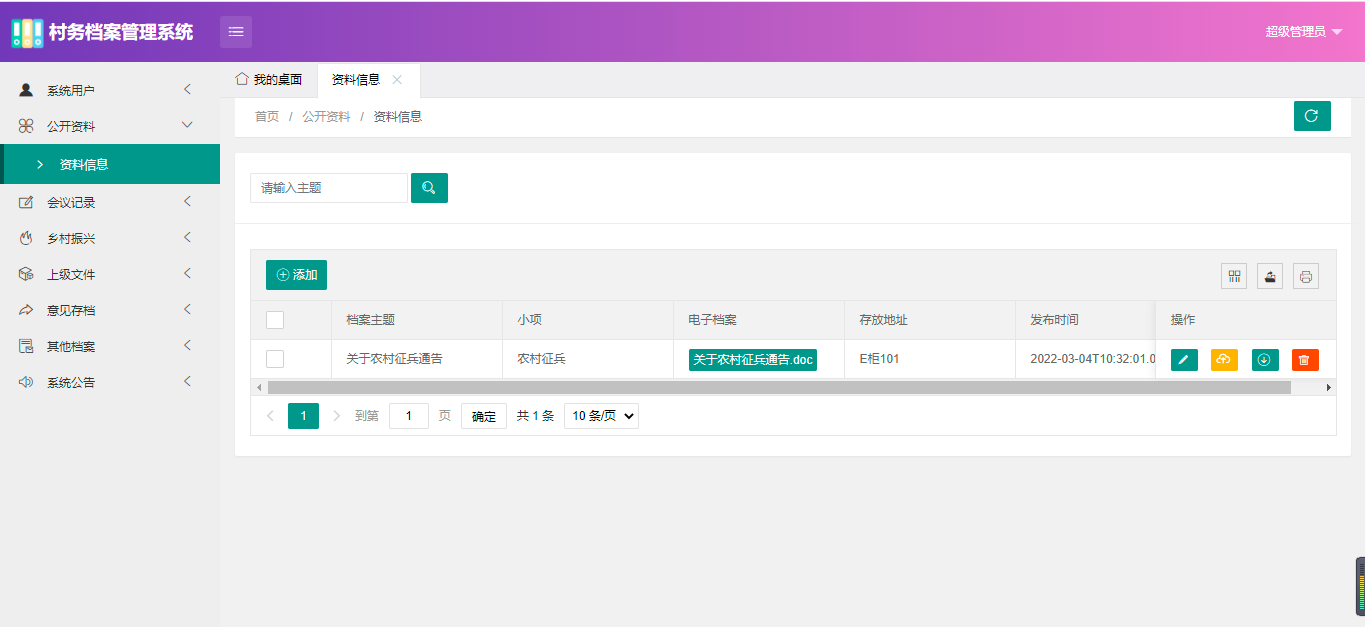 村务档案管理系统
超级管理员
系统用户
公开资料
资料信息
会议记录
乡村振兴
上级文件
意见存档
其他档案
系统公告
我的桌面
资料信息
首页 / 公开资料 / 资料信息
请输入主题
添加
档案主题 小项 电子档案 存放地址 发布时间 操作
关于农村征兵通告 农村征兵 关于农村征兵通告.doc E柜101 2022-03-04T10:32:01.0
1 到第 1 页 确定 共 1 条 10 条/页